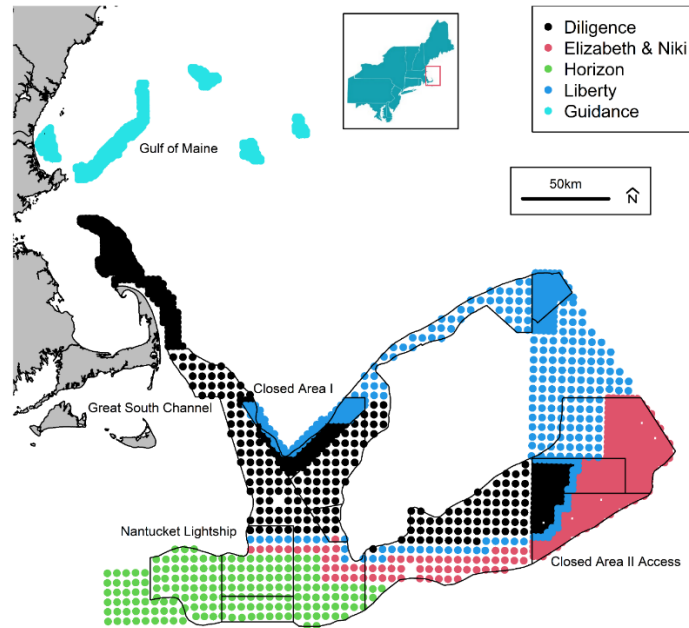 Diligence
Elizabeth & Niki
Horizon
Liberty
Guidance
Gulf of Maine
50km
N
Closed Area I
Great South Channel
Nantucket Lightship
Closed Area II Access